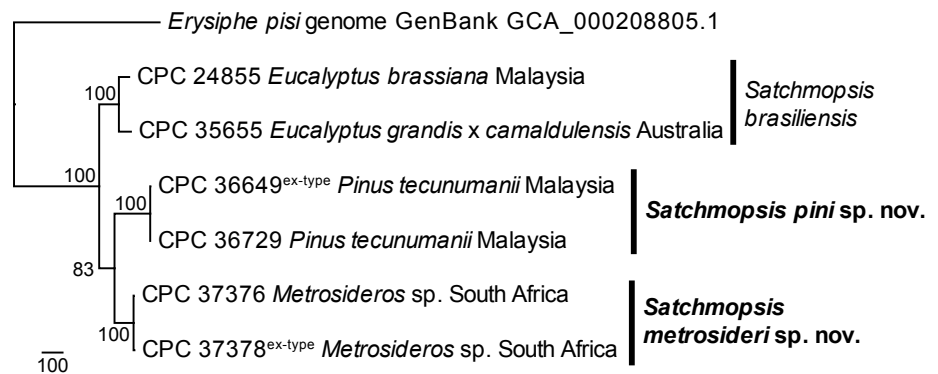 Erysiphe pisi genome GenBank GCA_000208805.1
CPC 24855 Eucalyptus brassiana Malaysia
100
CPC 35655 Eucalyptus grandis x camaldulensis Australia
Satchmopsis
brasiliensis
100
CPC 36649ex-type Pinus tecunumanii Malaysia
100
CPC 36729 Pinus tecunumanii Malaysia
Satchmopsis pini sp. nov.
83
CPC 37376 Metrosideros sp. South Africa
100
CPC 37378ex-type Metrosideros sp. South Africa
Satchmopsis
metrosideri sp. nov.
100